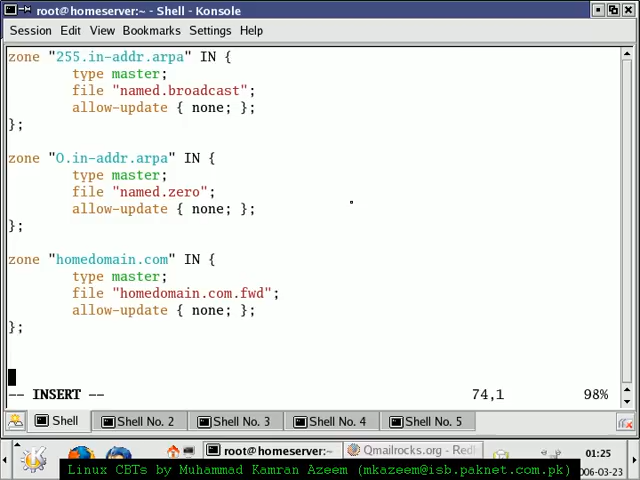 root@homeserver:~ - Shell - Konsole
Session Edit View Bookmarks Settings Help
zone "255.in-addr.arpa" IN {
type master;
file "named.broadcast";
allow-update { none; };
};
zone "0.in-addr.arpa" IN {
type master;
file "named.zero";
allow-update { none; };
};
zone "homedomain.com" IN {
type master;
file "homedomain.com.fwd";
allow-update { none; };
};
-- INSERT -- 74,1 98%
Shell Shell No. 2 Shell No. 3 Shell No. 4 Shell No. 5
root@homeserver:~ Qmailrocks.org - Red 01:25
Linux CBTs by Muhammad Kamran Azeem (mkazeem@isb.paknet.com.pk) 006-03-23